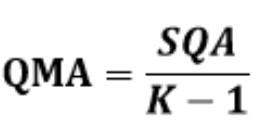 QMA = SQA / K − 1